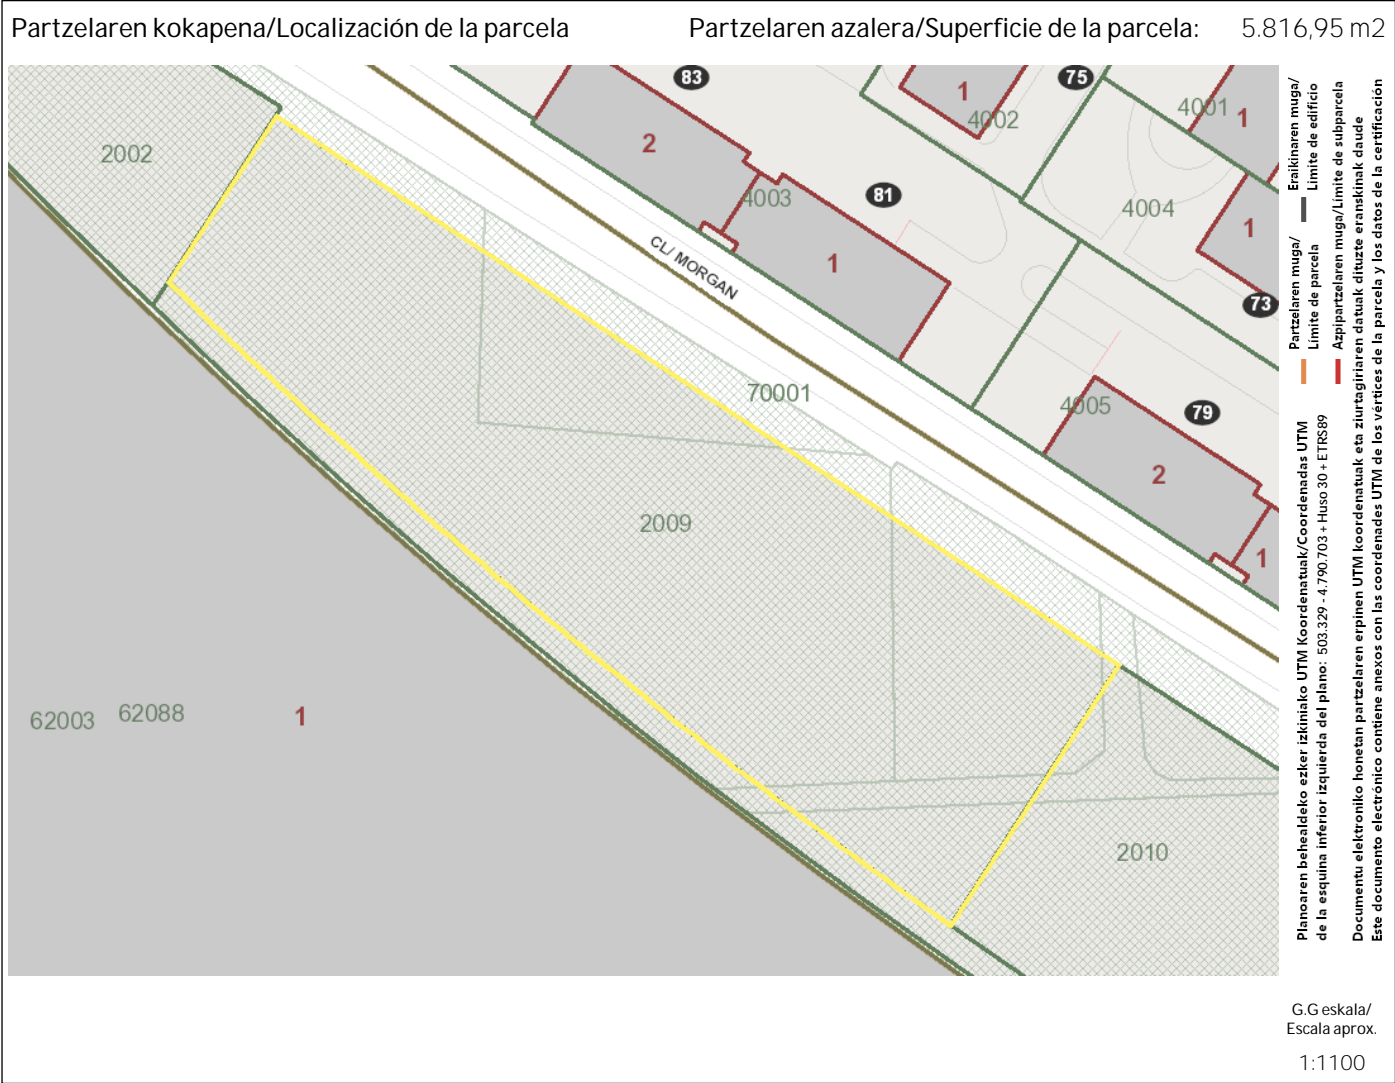 Partzelaren kokapena/Localización de la parcela
Partzelaren azalera/Superficie de la parcela: 5.816,95 m2
83
75
1
4002
4001
1
2
2002
4003
81
4004
1
1
CL/ MORGAN
73
70001
4005
79
2
2009
1
62003
62088
1
2010
Planoaren behealdeko ezker izkiniako UTM Koordenatuak/Coordenadas UTM
de la esquina inferior izquierda del plano: 503.329 - 4.790.703 + Huso 30 + ETRS89
Partzelaren muga/
Limite de parcela
Eraikinaren muga/
Limite de edificio
Azpipartzelaren muga/Limite de subparcela
Documentu elektroniko honetan partzelaren erpinen UTM koordenatuak eta ziurtagiriaren datuak dituzte eranskinak daude
Este documento electrónico contiene anexos con las coordenades UTM de los vértices de la parcela y los datos de la certificación
G.G eskala/
Escala aprox.
1:1100